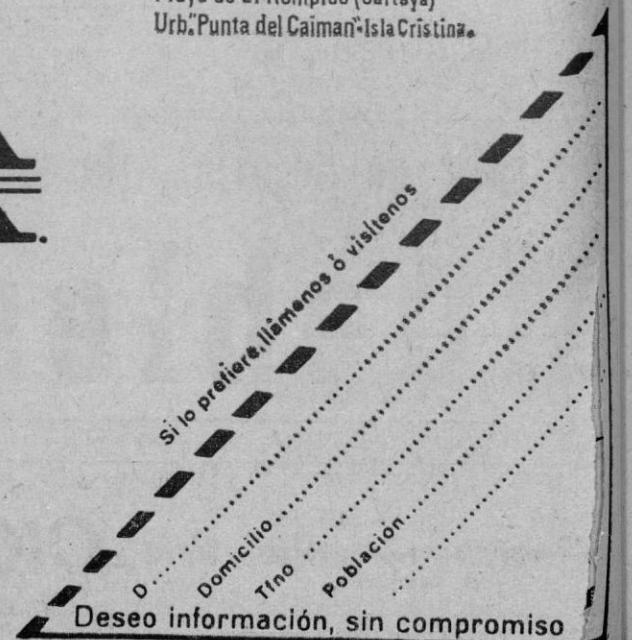 Urb."Punta del Caiman"-Isla Cristina.
Si lo prefiere, llámenos ó visítenos
D
Domicilio
Tfno
Población
Deseo información, sin compromiso